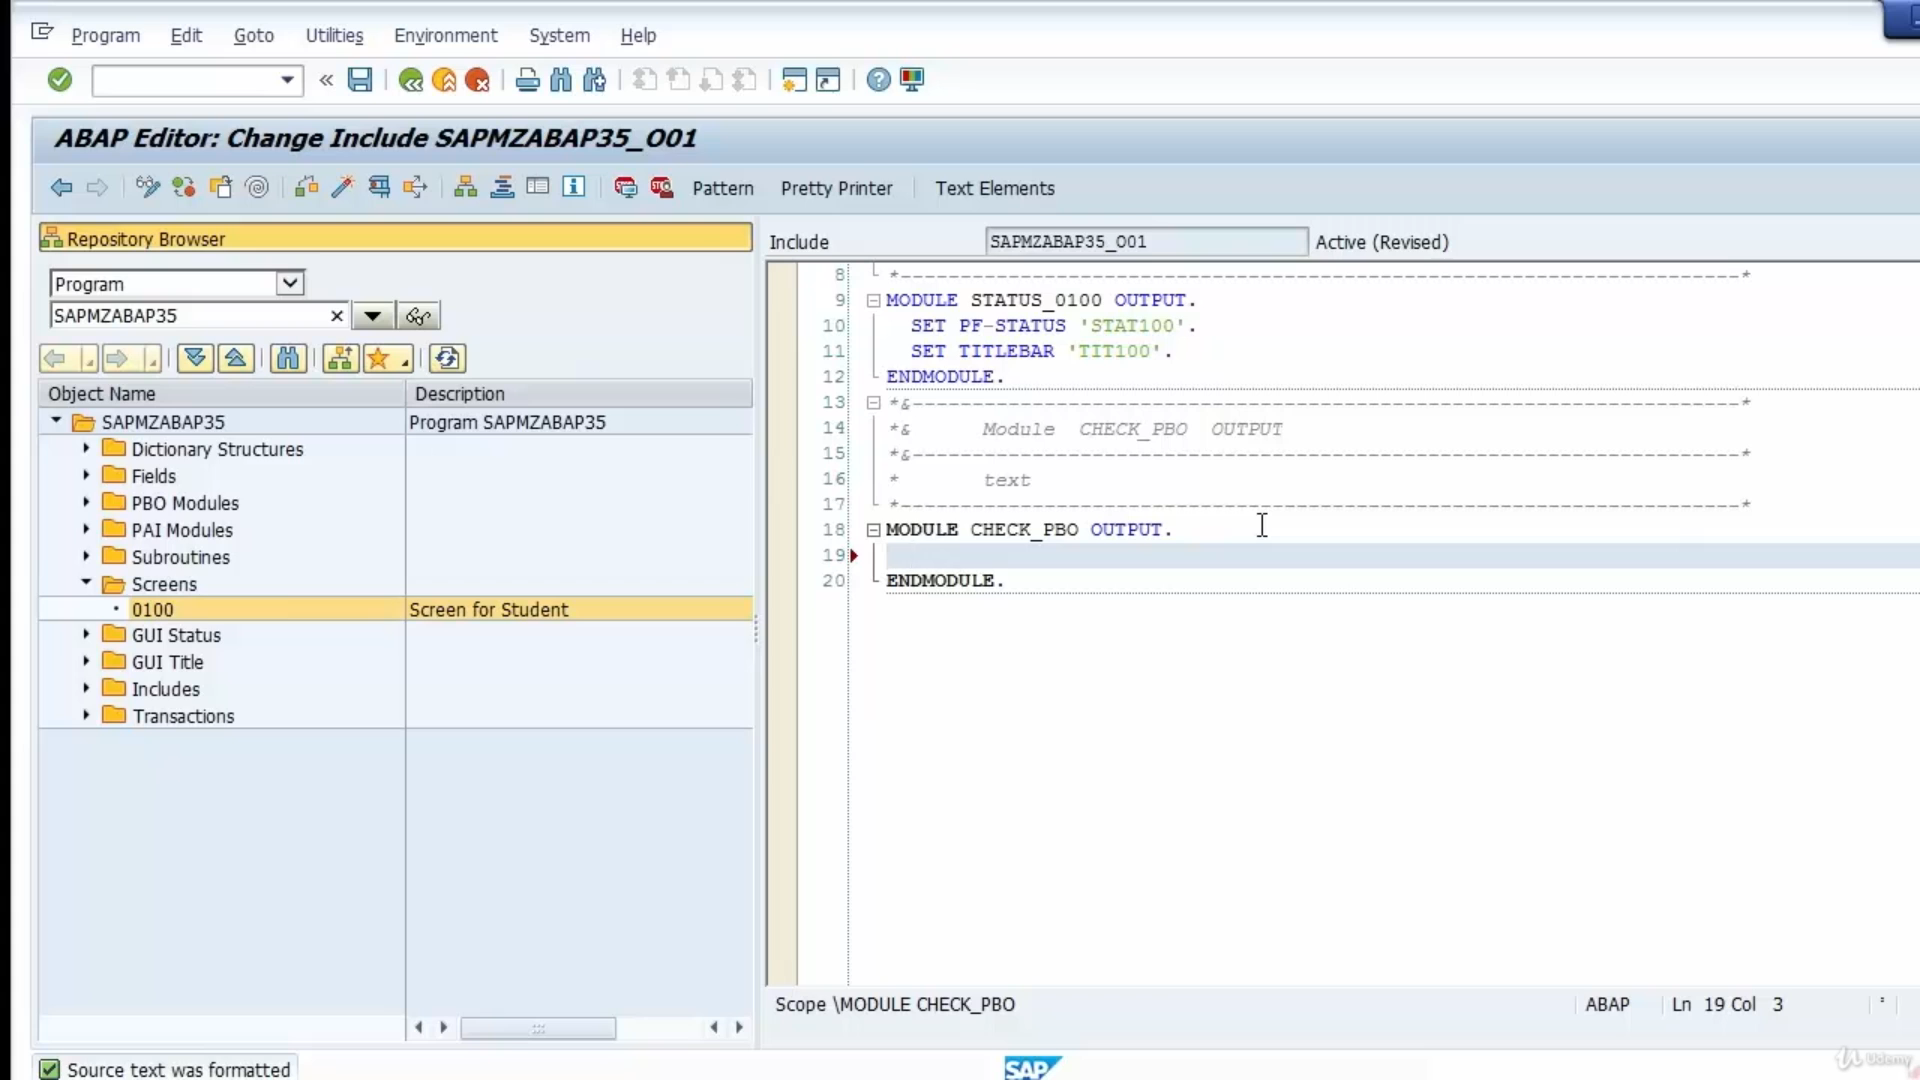 Program Edit Goto Utilities Environment System Help
ABAP Editor: Change Include SAPMZABAP35_O01
Pattern Pretty Printer Text Elements
Repository Browser
Program
SAPMZABAP35
Object Name Description
SAPMZABAP35 Program SAPMZABAP35
Dictionary Structures
Fields
PBO Modules
PAI Modules
Subroutines
Screens
0100 Screen for Student
GUI Status
GUI Title
Includes
Transactions
Include SAPMZABAP35_O01 Active (Revised)
8 *----------------------------------------------------------------------*
9 MODULE STATUS_0100 OUTPUT.
10 SET PF-STATUS 'STAT100'.
11 SET TITLEBAR 'TIT100'.
12 ENDMODULE.
13 *&---------------------------------------------------------------------*
14 *& Module CHECK_PBO OUTPUT
15 *&---------------------------------------------------------------------*
16 * text
17 *----------------------------------------------------------------------*
18 MODULE CHECK_PBO OUTPUT.
19
20 ENDMODULE.
Scope \MODULE CHECK_PBO ABAP Ln 19 Col 3
Source text was formatted
SAP
Udemy